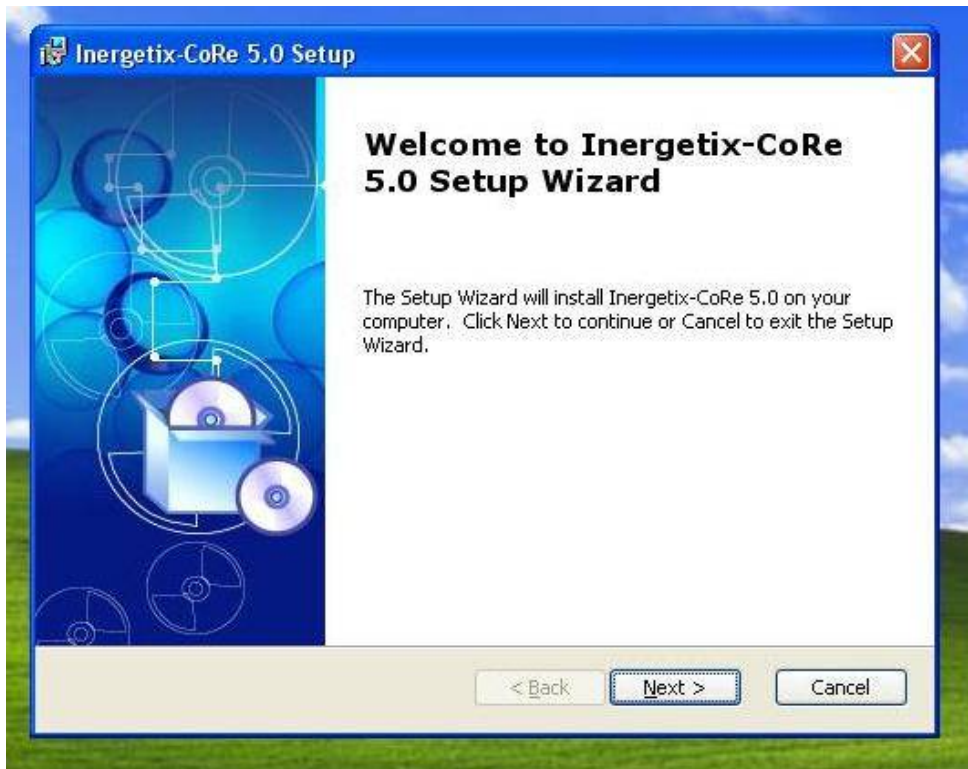 Inergetix-CoRe 5.0 Setup
Welcome to Inergetix-CoRe
5.0 Setup Wizard
The Setup Wizard will install Inergetix-CoRe 5.0 on your
computer.  Click Next to continue or Cancel to exit the Setup
Wizard.
< Back Next > Cancel